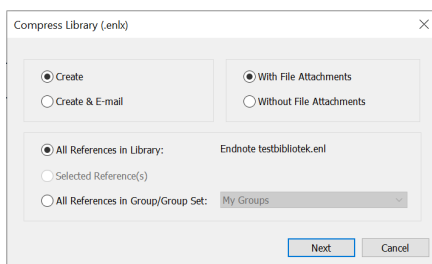 Compress Library (.enlx)
Create
With File Attachments
Create & E-mail
Without File Attachments
All References in Library:
Endnote testbibliotek.enl
Selected Reference(s)
All References in Group/Group Set:
My Groups
Next
Cancel